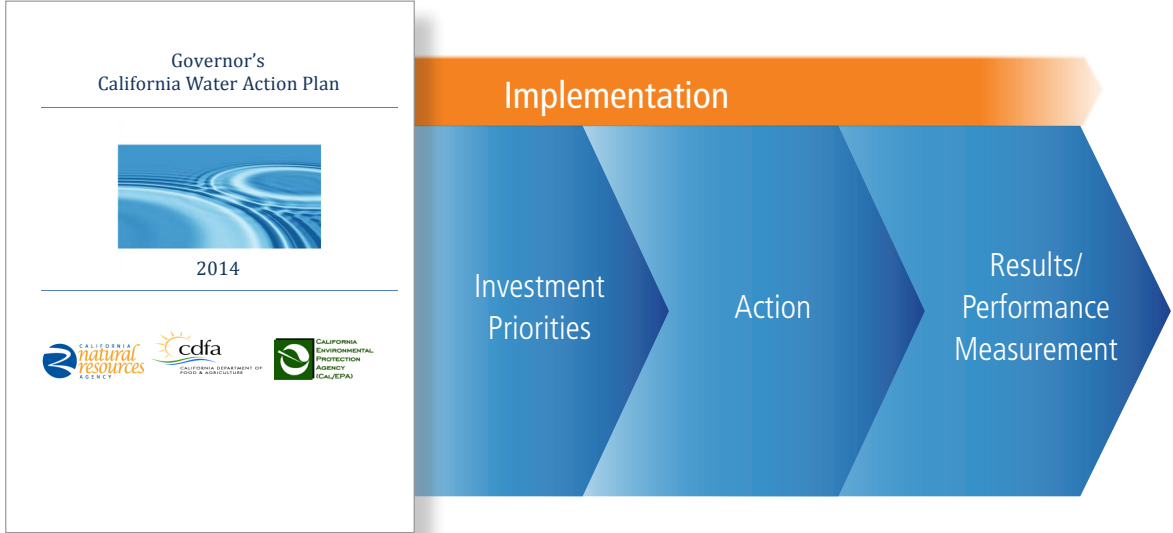 Governor's
California Water Action Plan
2014
CALIFORNIA
natural
resources
AGENCY
cdfa
CALIFORNIA DEPARTMENT OF
FOOD & AGRICULTURE
CALIFORNIA
ENVIRONMENTAL
PROTECTION
AGENCY
(CAL/EPA)
Implementation
Investment
Priorities
Action
Results/
Performance
Measurement